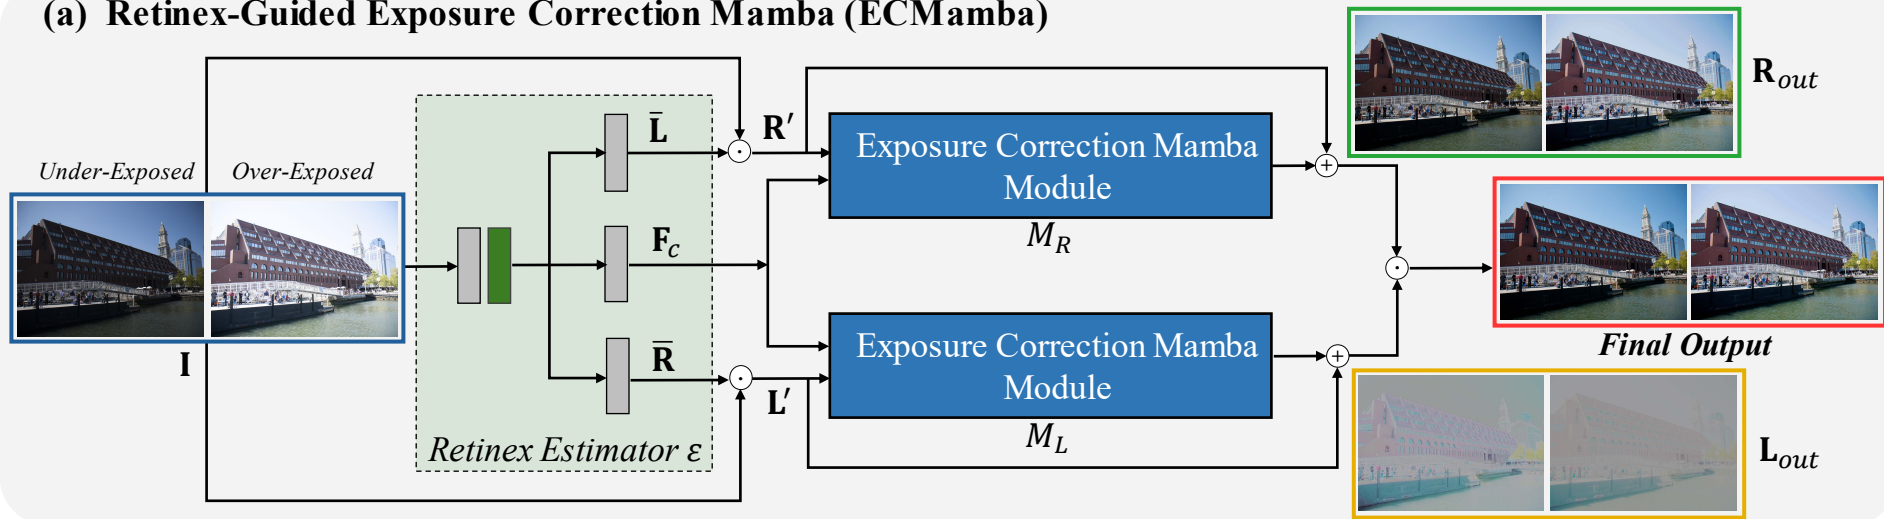 (a) Retinex-Guided Exposure Correction Mamba (ECMamba)
Under-Exposed
Over-Exposed
I
L̄
F_c
R̄
Retinex Estimator ε
R′
L′
Exposure Correction Mamba
Module
M_R
Exposure Correction Mamba
Module
M_L
R_out
Final Output
L_out